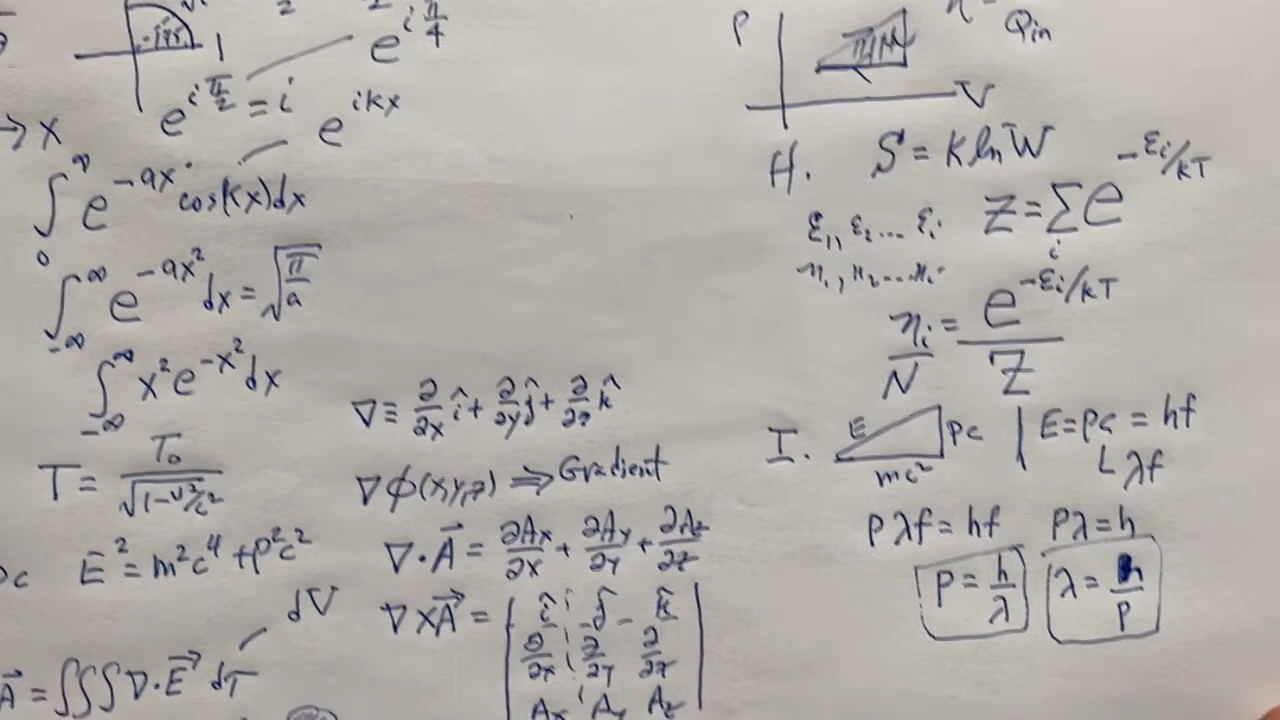 e^{iπ/4}
e^{iπ/2} = i
→ x
e^{ikx}
∫_0^∞ e^{-ax} cos(kx)dx
∫_{-∞}^∞ e^{-ax²} dx = √(π/a)
∫_{-∞}^∞ x² e^{-x²} dx
T = T₀/√(1-v²/c²)
E² = m²c⁴ + p²c²
dV
A⃗ = ∭ ∇·E⃗ dτ
∇ ≡ ∂/∂x î + ∂/∂y ĵ + ∂/∂z k̂
∇φ(x,y,z) ⇒ Gradient
∇·A⃗ = ∂Ax/∂x + ∂Ay/∂y + ∂Az/∂z
∇×A⃗ = | î ĵ k̂
∂/∂x ∂/∂y ∂/∂z
Ax Ay Az |
P
Qin
V
H. S = k ln W
ε₁, ε₂ ... εᵢ Z = Σᵢ e^{-εᵢ/kT}
n₁, n₂ ... nᵢ
nᵢ/N = e^{-εᵢ/kT}/Z
I. E pc mc² | E = pc = hf
λf
pλf = hf pλ = h
p = h/λ λ = h/p